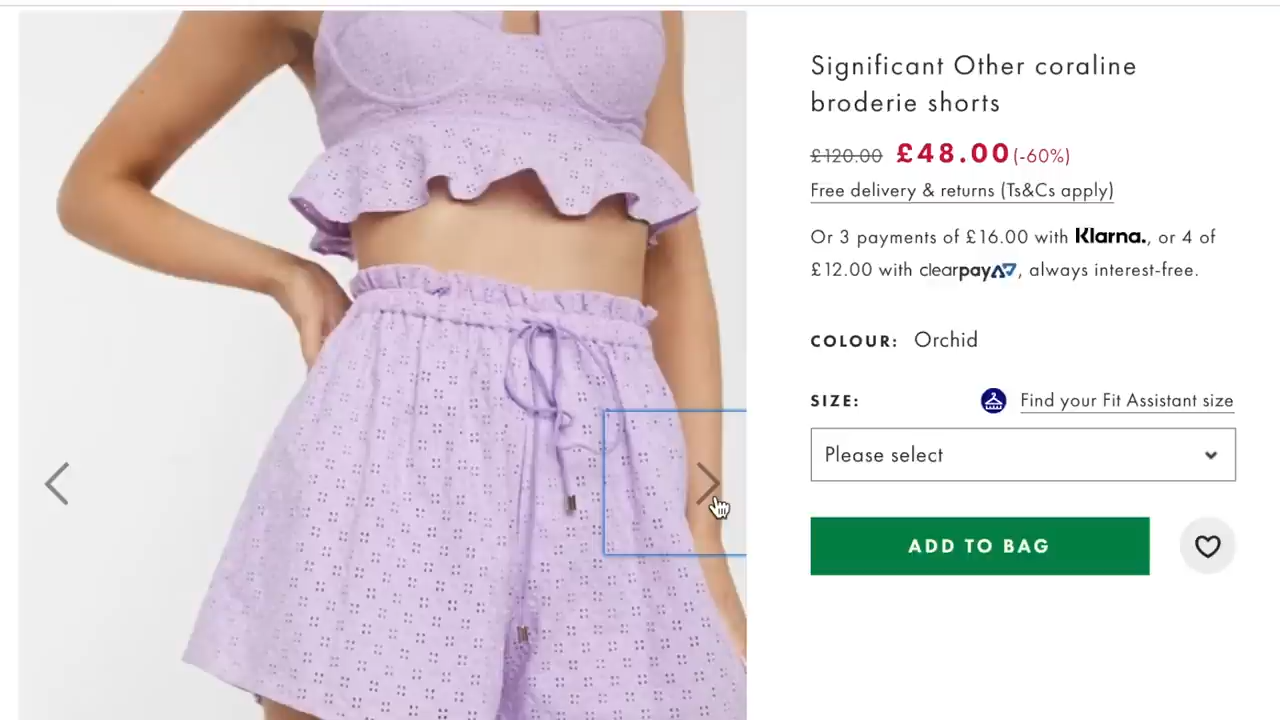 Significant Other coraline
broderie shorts
£120.00 £48.00(-60%)
Free delivery & returns (Ts&Cs apply)
Or 3 payments of £16.00 with Klarna., or 4 of
£12.00 with clearpay, always interest-free.
COLOUR: Orchid
SIZE: Find your Fit Assistant size
Please select
ADD TO BAG